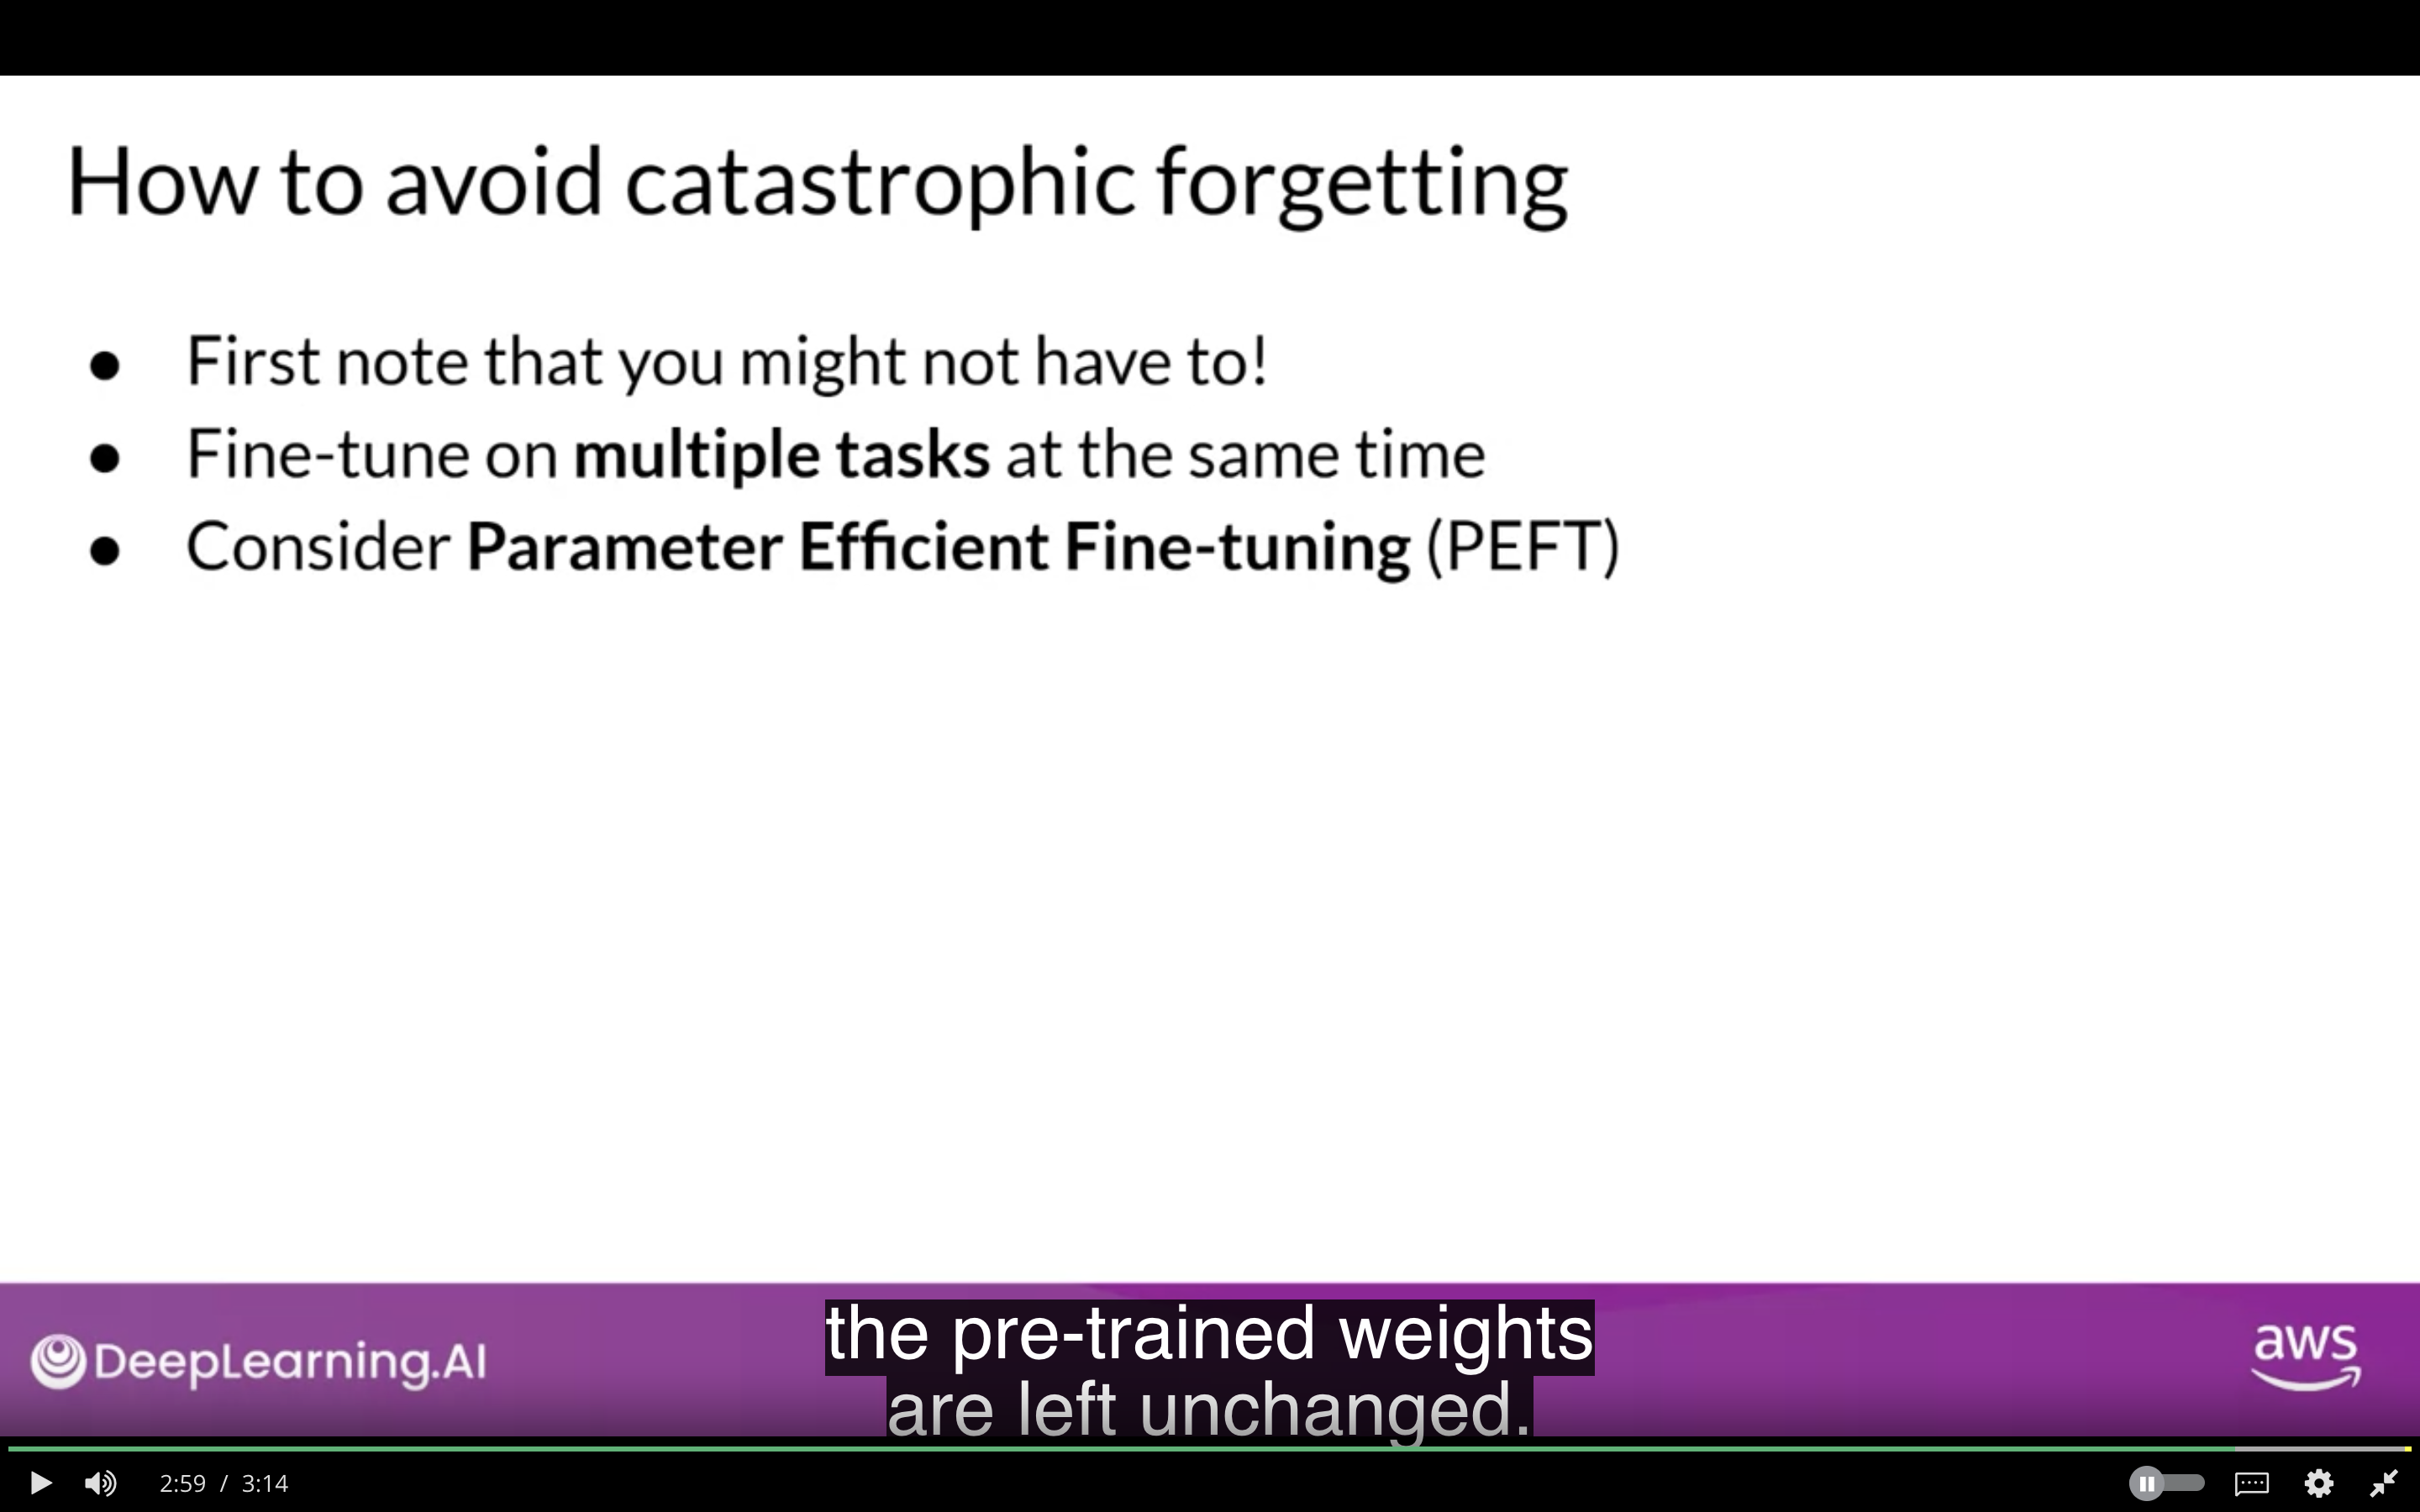 How to avoid catastrophic forgetting
● First note that you might not have to!
● Fine-tune on multiple tasks at the same time
● Consider Parameter Efficient Fine-tuning (PEFT)
the pre-trained weights
are left unchanged.
DeepLearning.AI
aws
2:59 / 3:14